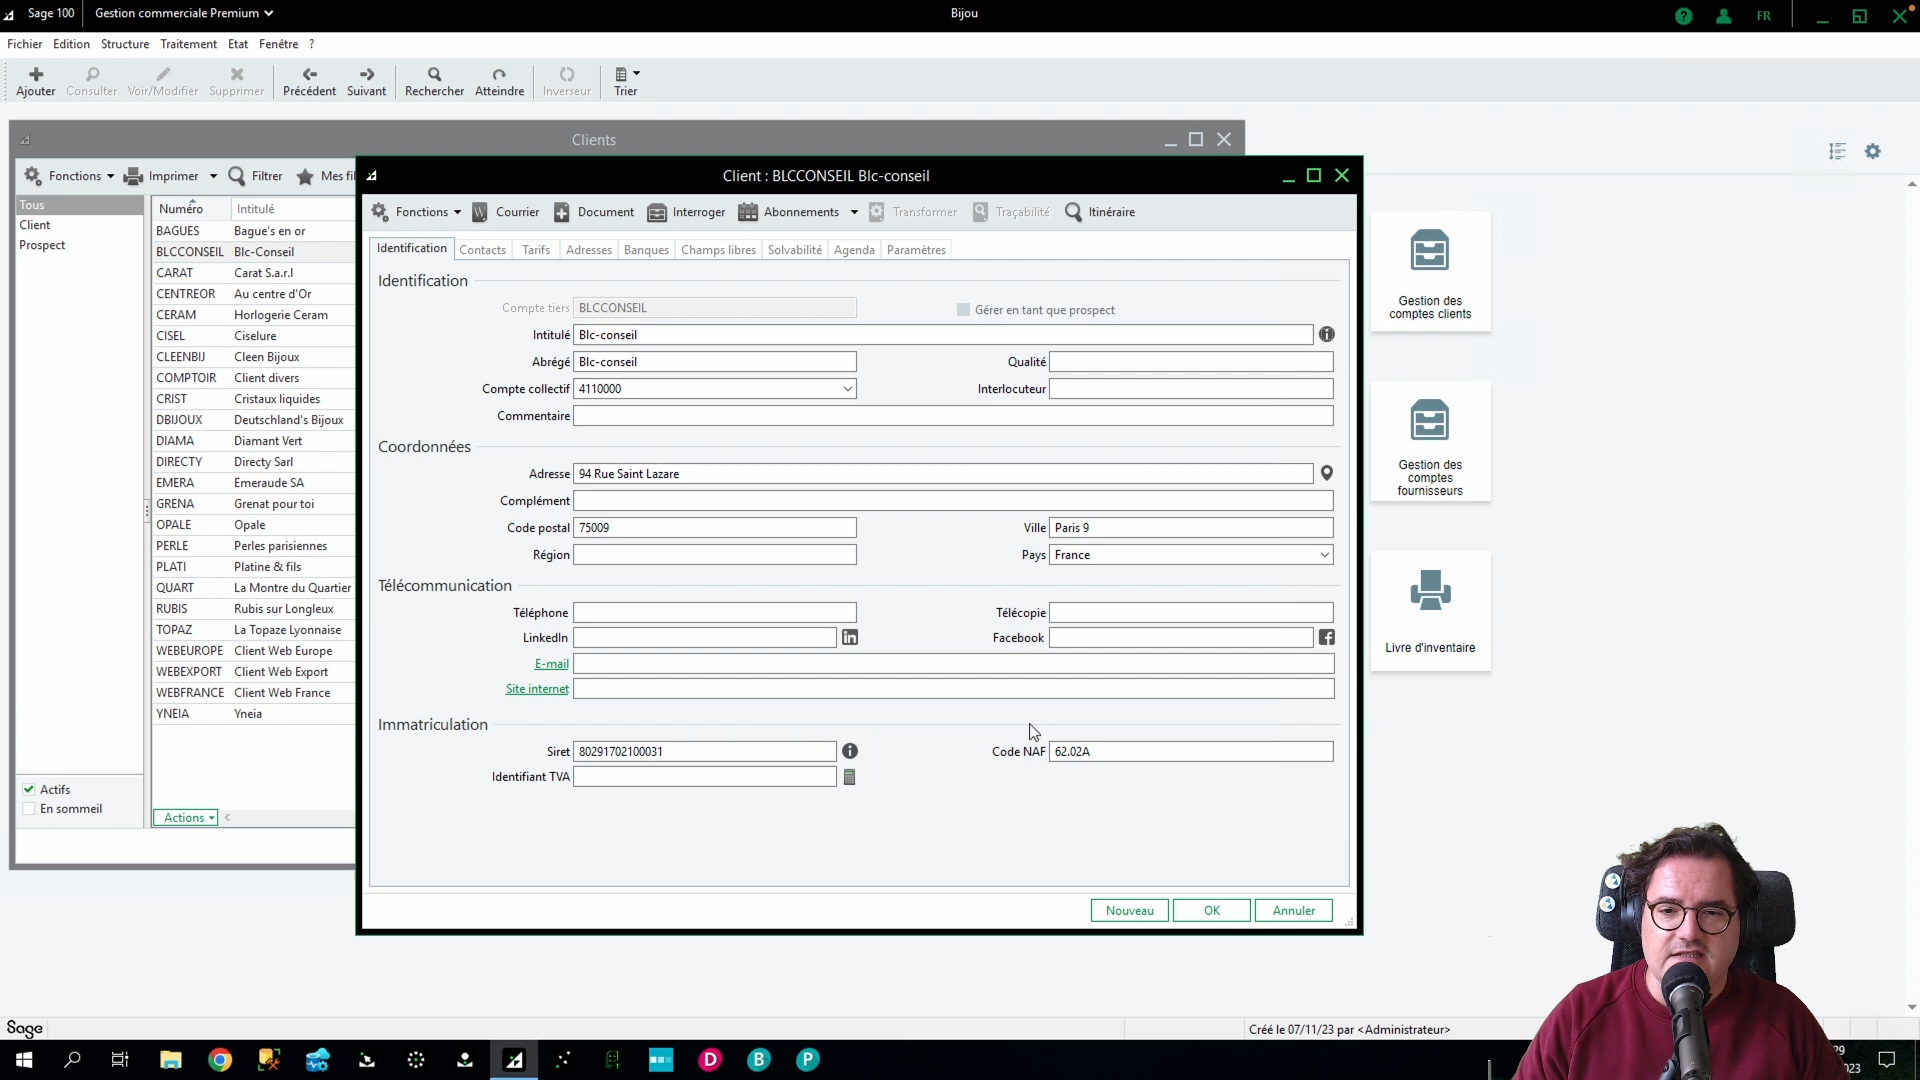 Sage 100
Gestion commerciale Premium
Bijou
FR
Fichier Edition Structure Traitement Etat Fenêtre ?
Ajouter Consulter Voir/Modifier Supprimer Précédent Suivant Rechercher Atteindre Inverseur Trier
Clients
Fonctions Imprimer Filtrer Mes fil
Tous
Client
Prospect
Numéro Intitulé
BAGUES Bague's en or
BLCCONSEIL Blc-Conseil
CARAT Carat S.a.r.l
CENTREOR Au centre d'Or
CERAM Horlogerie Ceram
CISEL Ciselure
CLEENBIJ Cleen Bijoux
COMPTOIR Client divers
CRIST Cristaux liquides
DBIJOUX Deutschland's Bijoux
DIAMA Diamant Vert
DIRECTY Directy Sarl
EMERA Emeraude SA
GRENA Grenat pour toi
OPALE Opale
PERLE Perles parisiennes
PLATI Platine & fils
QUART La Montre du Quartier
RUBIS Rubis sur Longleux
TOPAZ La Topaze Lyonnaise
WEBEUROPE Client Web Europe
WEBEXPORT Client Web Export
WEBFRANCE Client Web France
YNEIA Yneia
Actifs
En sommeil
Actions
Client : BLCCONSEIL Blc-conseil
Fonctions Courrier Document Interroger Abonnements Transformer Traçabilité Itinéraire
Identification Contacts Tarifs Adresses Banques Champs libres Solvabilité Agenda Paramètres
Identification
Compte tiers BLCCONSEIL Gérer en tant que prospect
Intitulé Blc-conseil
Abrégé Blc-conseil Qualité
Compte collectif 4110000 Interlocuteur
Commentaire
Coordonnées
Adresse 94 Rue Saint Lazare
Complément
Code postal 75009 Ville Paris 9
Région Pays France
Télécommunication
Téléphone Télécopie
LinkedIn in Facebook f
E-mail
Site internet
Immatriculation
Siret 80291702100031 Code NAF 62.02A
Identifiant TVA
Nouveau OK Annuler
Gestion des
comptes clients
Gestion des
comptes
fournisseurs
Livre d'inventaire
Sage
Créé le 07/11/23 par <Administrateur>
D B P